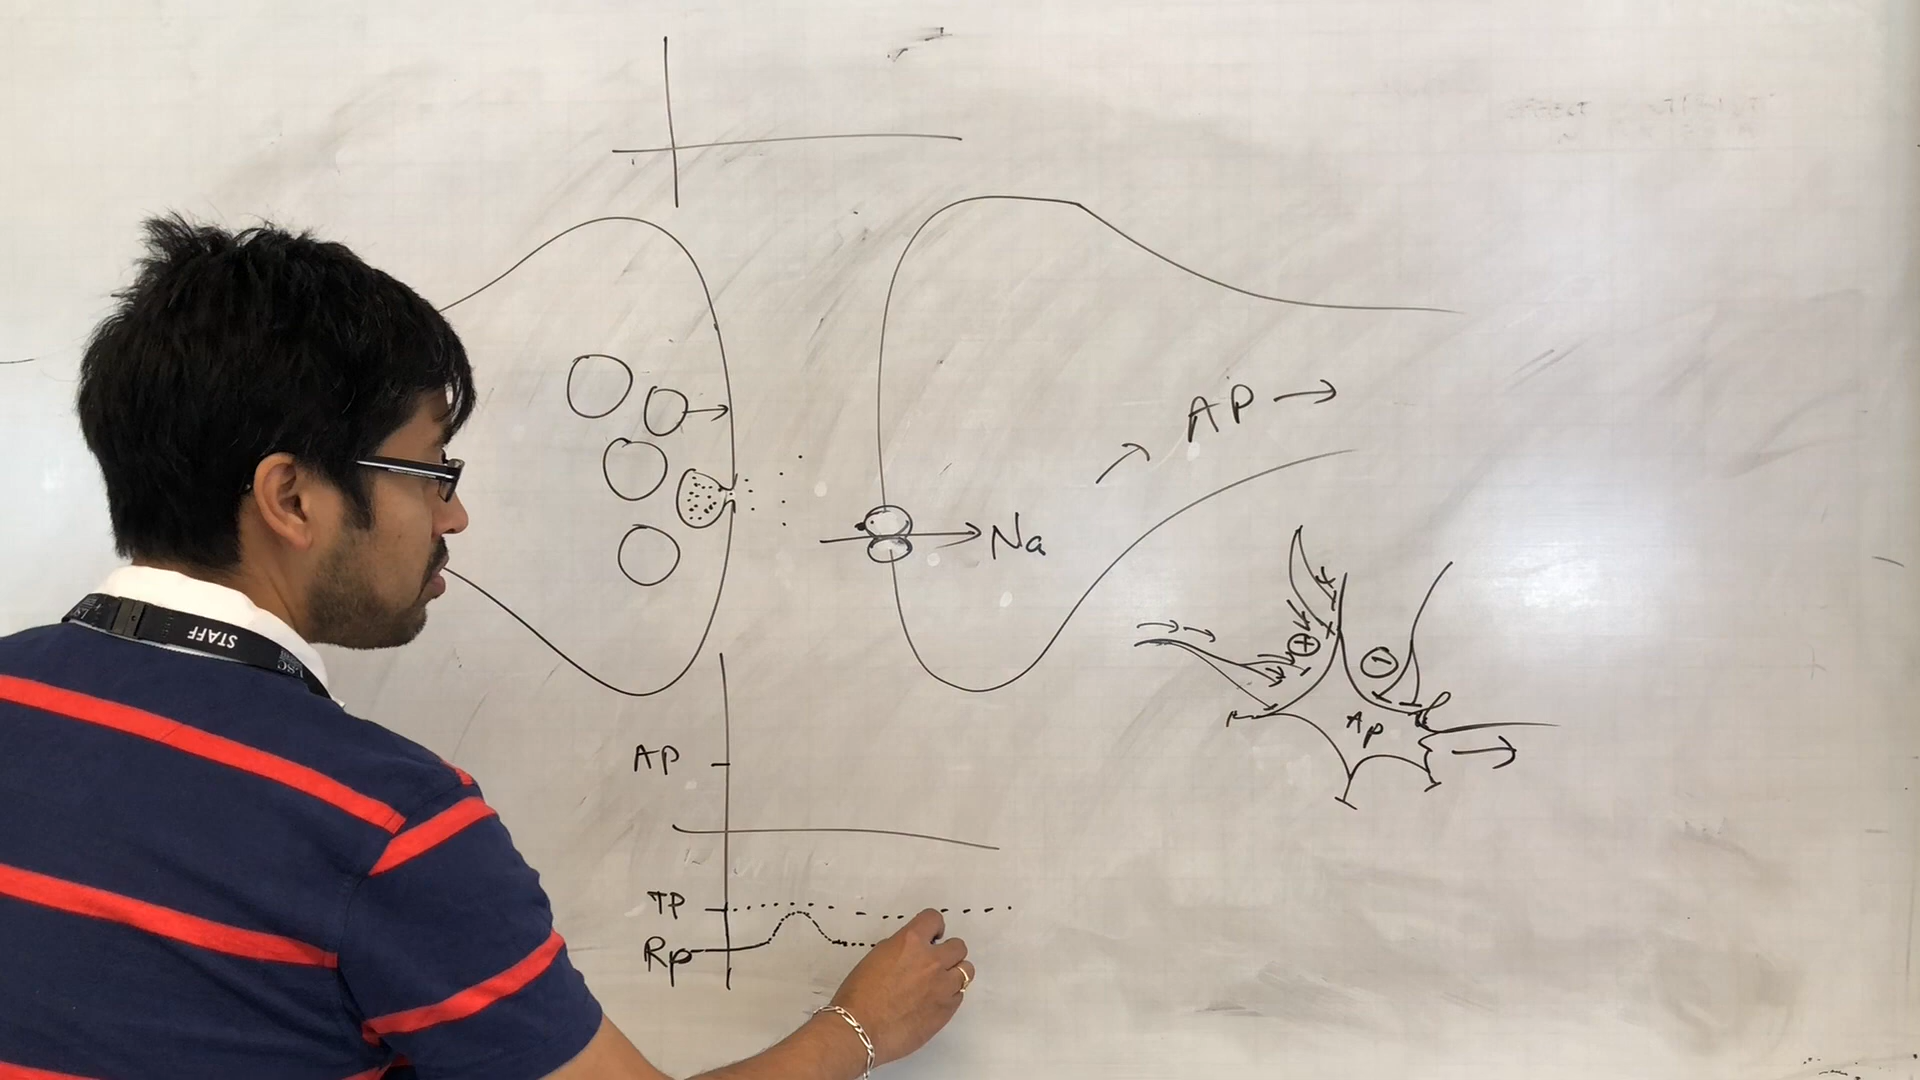 AP →
→ Na
+
-
Ap
AP
TP
Rp
STAFF